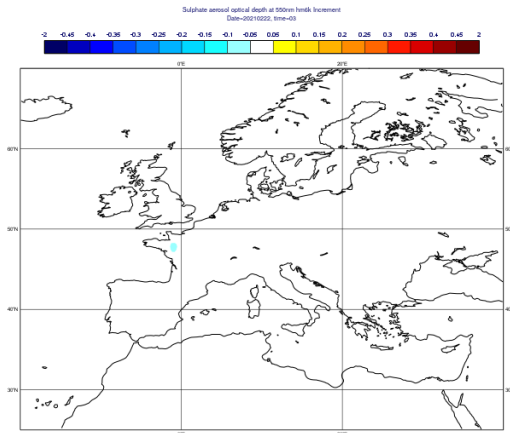 Sulphate aerosol optical depth at 550nm hm6k Increment
Date=20210222, time=03
-2 -0.45 -0.4 -0.35 -0.3 -0.25 -0.2 -0.15 -0.1 -0.05 0.05 0.1 0.15 0.2 0.25 0.3 0.35 0.4 0.45 2
0°E 20°E
60°N
50°N
40°N
30°N